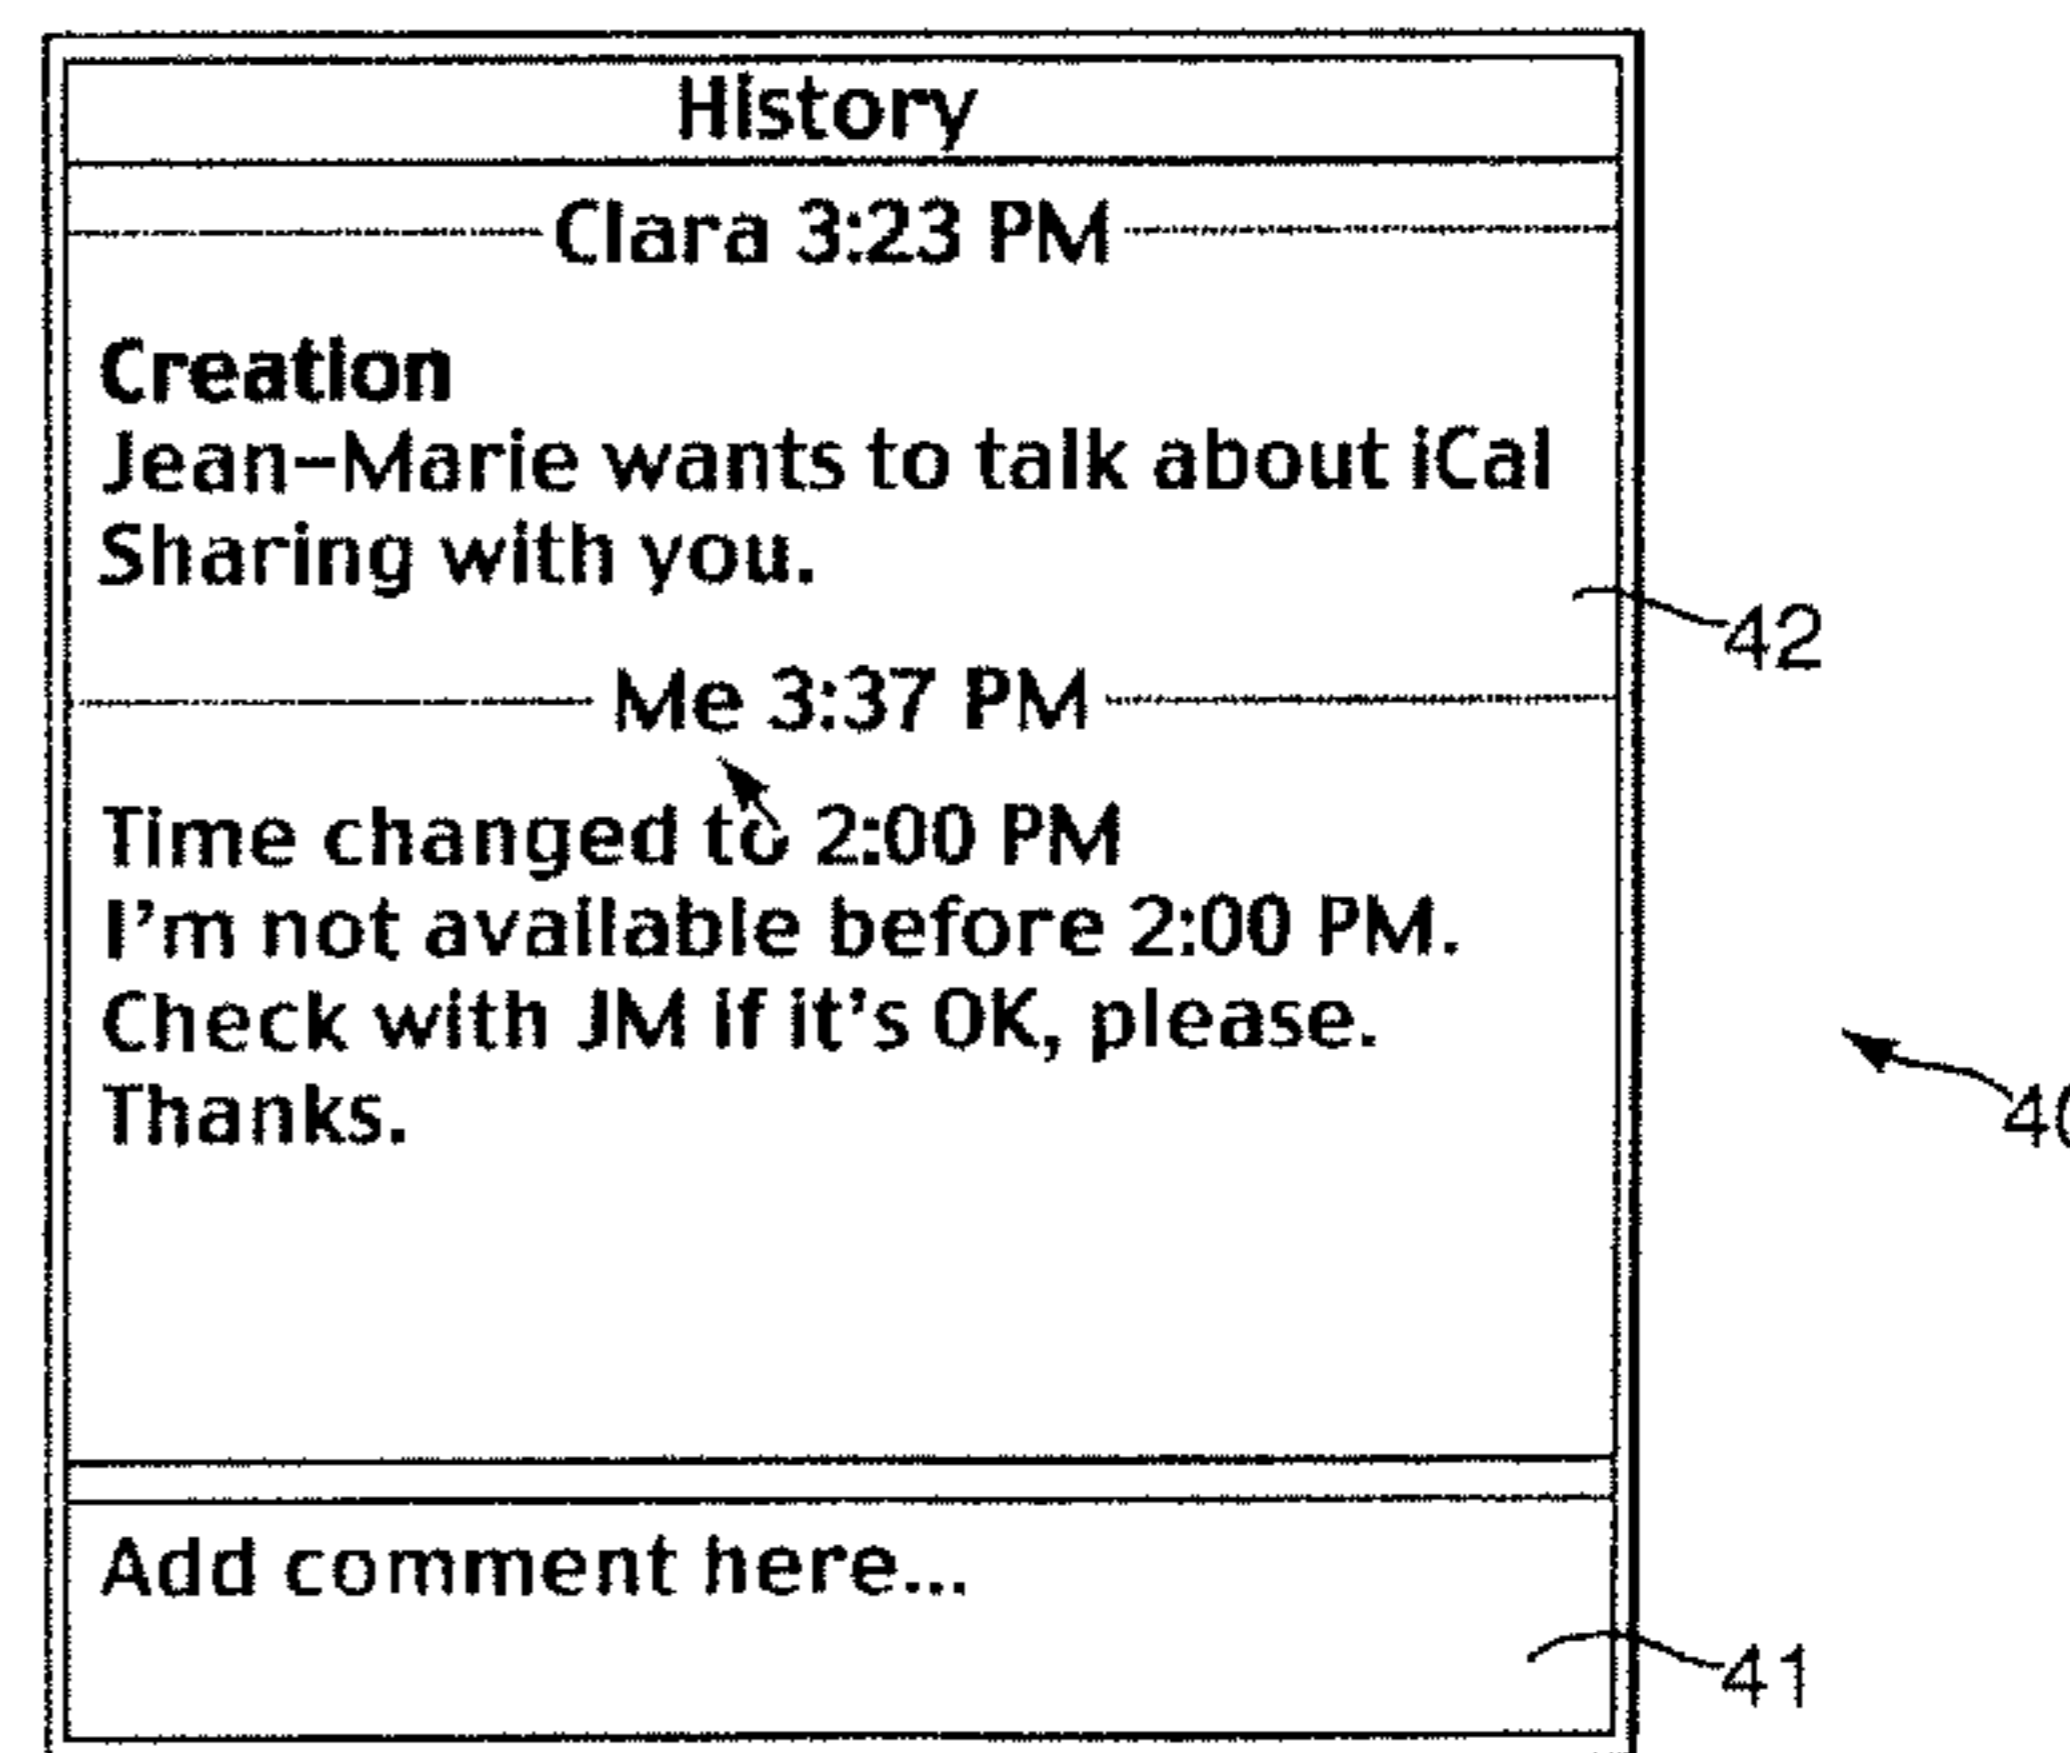 History
Clara 3:23 PM
Creation
Jean-Marie wants to talk about iCal
Sharing with you.
42
Me 3:37 PM
Time changed to 2:00 PM
I'm not available before 2:00 PM.
Check with JM if it's OK, please.
Thanks.
Add comment here...
41